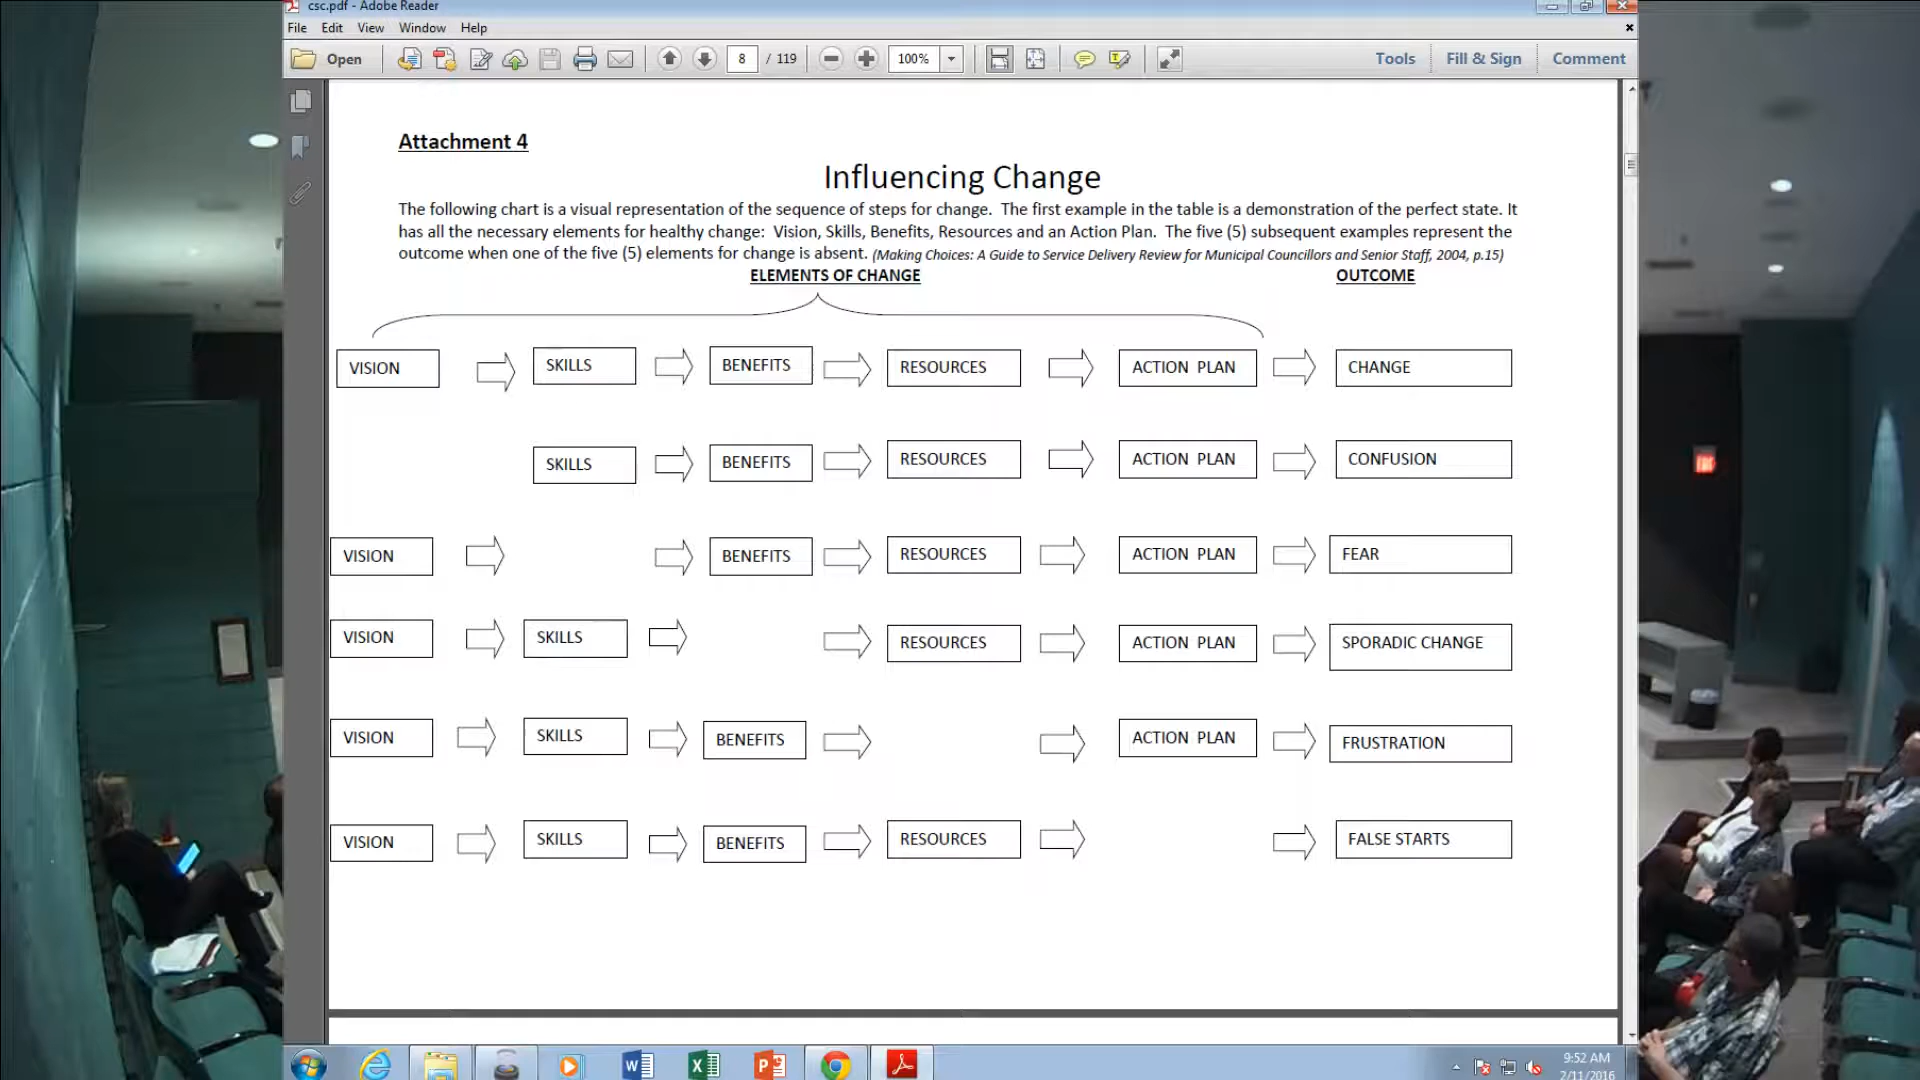 csc.pdf - Adobe Reader
File Edit View Window Help
Open 8 / 119 100% Tools Fill & Sign Comment
Attachment 4
Influencing Change
The following chart is a visual representation of the sequence of steps for change. The first example in the table is a demonstration of the perfect state. It
has all the necessary elements for healthy change: Vision, Skills, Benefits, Resources and an Action Plan. The five (5) subsequent examples represent the
outcome when one of the five (5) elements for change is absent. (Making Choices: A Guide to Service Delivery Review for Municipal Councillors and Senior Staff, 2004, p.15)
ELEMENTS OF CHANGE OUTCOME
VISION SKILLS BENEFITS RESOURCES ACTION PLAN CHANGE
SKILLS BENEFITS RESOURCES ACTION PLAN CONFUSION
VISION BENEFITS RESOURCES ACTION PLAN FEAR
VISION SKILLS RESOURCES ACTION PLAN SPORADIC CHANGE
VISION SKILLS BENEFITS ACTION PLAN FRUSTRATION
VISION SKILLS BENEFITS RESOURCES FALSE STARTS
9:52 AM
2/11/2016